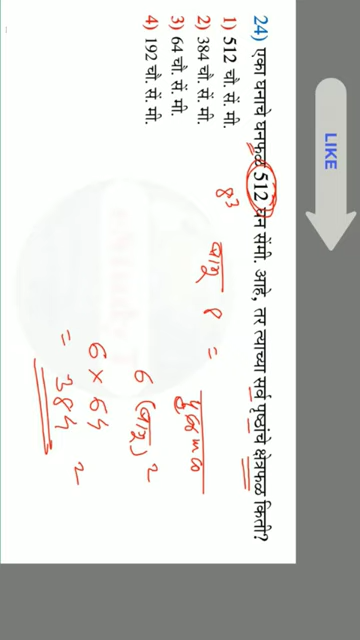 24) एका घनाचे घनफळ 512 घन सेंमी. आहे, तर त्याच्या सर्व पृष्ठांचे क्षेत्रफळ किती?
1) 512 चौ. सें. मी.
2) 384 चौ. सें. मी.
3) 64 चौ. सें. मी.
4) 192 चौ. सें. मी.
8³
बाजू 8 =
पृष्ठफळ
6 (बाजू)²
6 × 64
= 384
2
LIKE